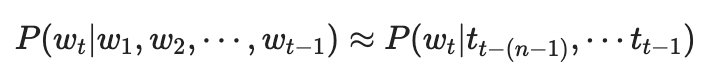 P(w_t|w_1, w_2, ⋯, w_{t−1}) ≈ P(w_t|t_{t−(n−1)}, ⋯ t_{t−1})